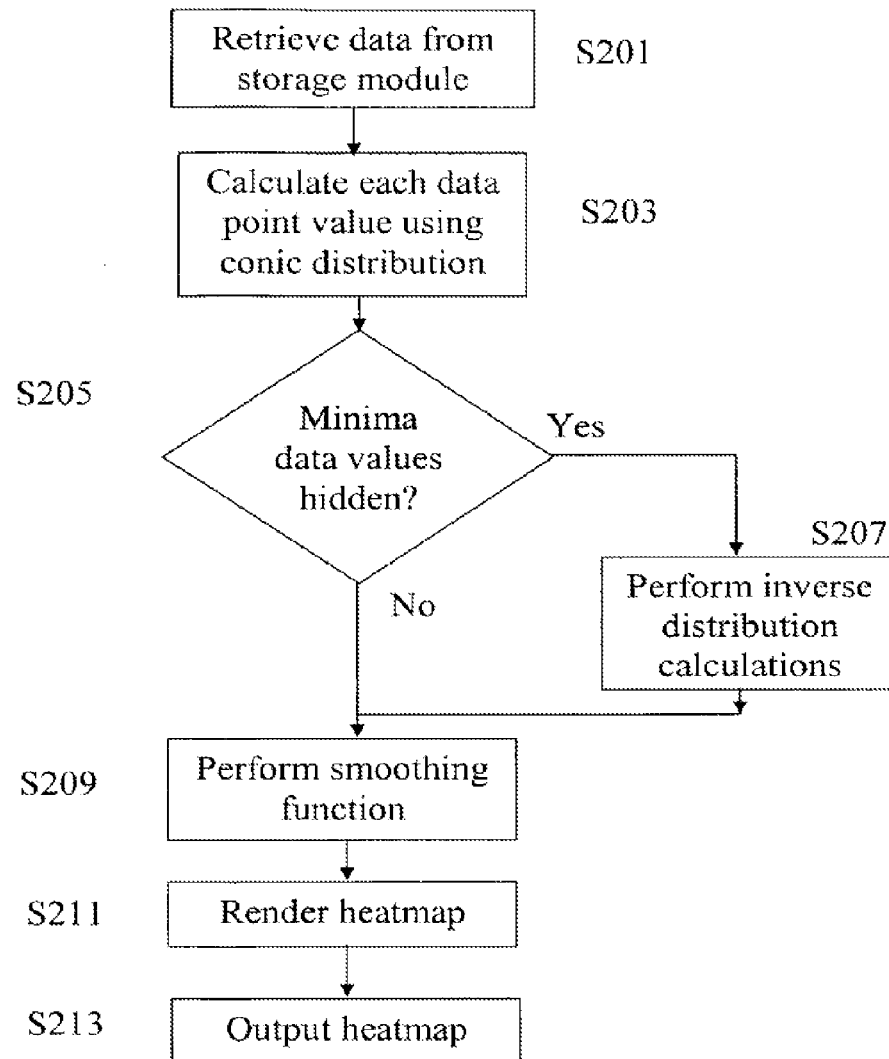 Retrieve data from
storage module
S201
Calculate each data
point value using
conic distribution
S203
S205
Minima
data values
hidden?
Yes
No
S207
Perform inverse
distribution
calculations
S209
Perform smoothing
function
S211
Render heatmap
S213
Output heatmap